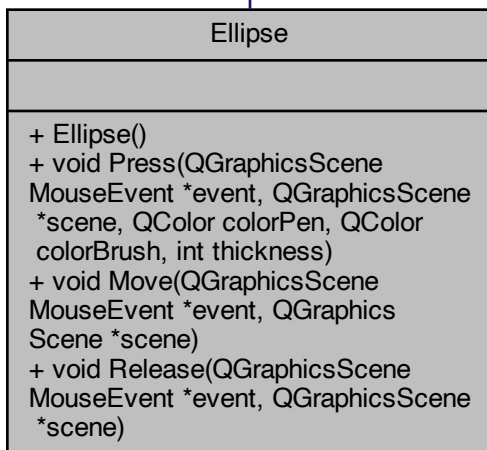 Ellipse
+ Ellipse()
+ void Press(QGraphicsScene
MouseEvent *event, QGraphicsScene
*scene, QColor colorPen, QColor
colorBrush, int thickness)
+ void Move(QGraphicsScene
MouseEvent *event, QGraphics
Scene *scene)
+ void Release(QGraphicsScene
MouseEvent *event, QGraphicsScene
*scene)